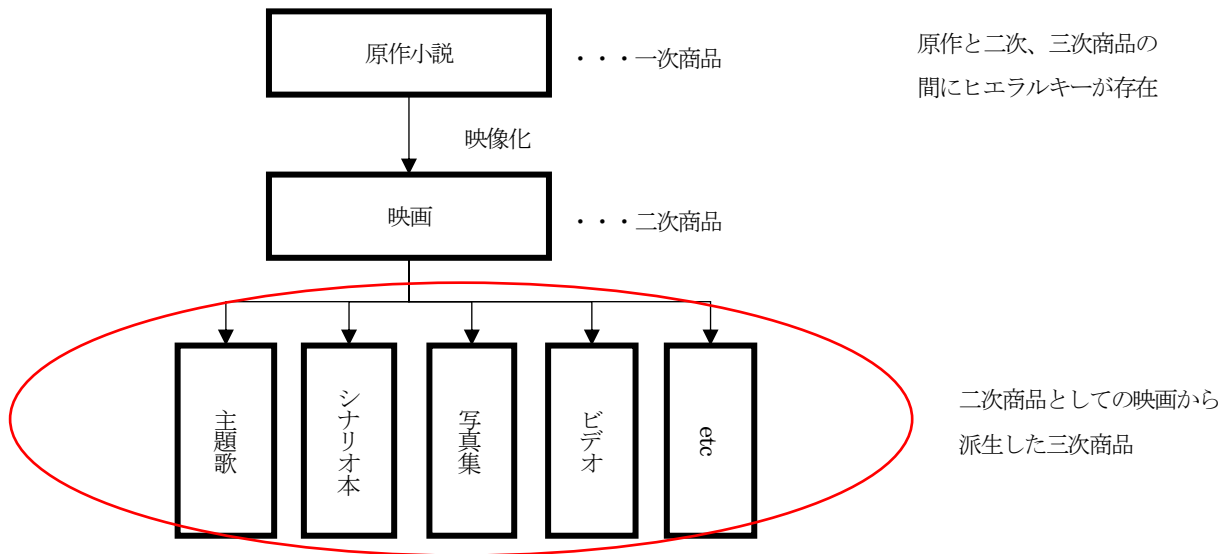 原作小説
・・・一次商品
原作と二次、三次商品の
間にヒエラルキーが存在
映像化
映画
・・・二次商品
主題歌
シナリオ本
写真集
ビデオ
etc
二次商品としての映画から
派生した三次商品